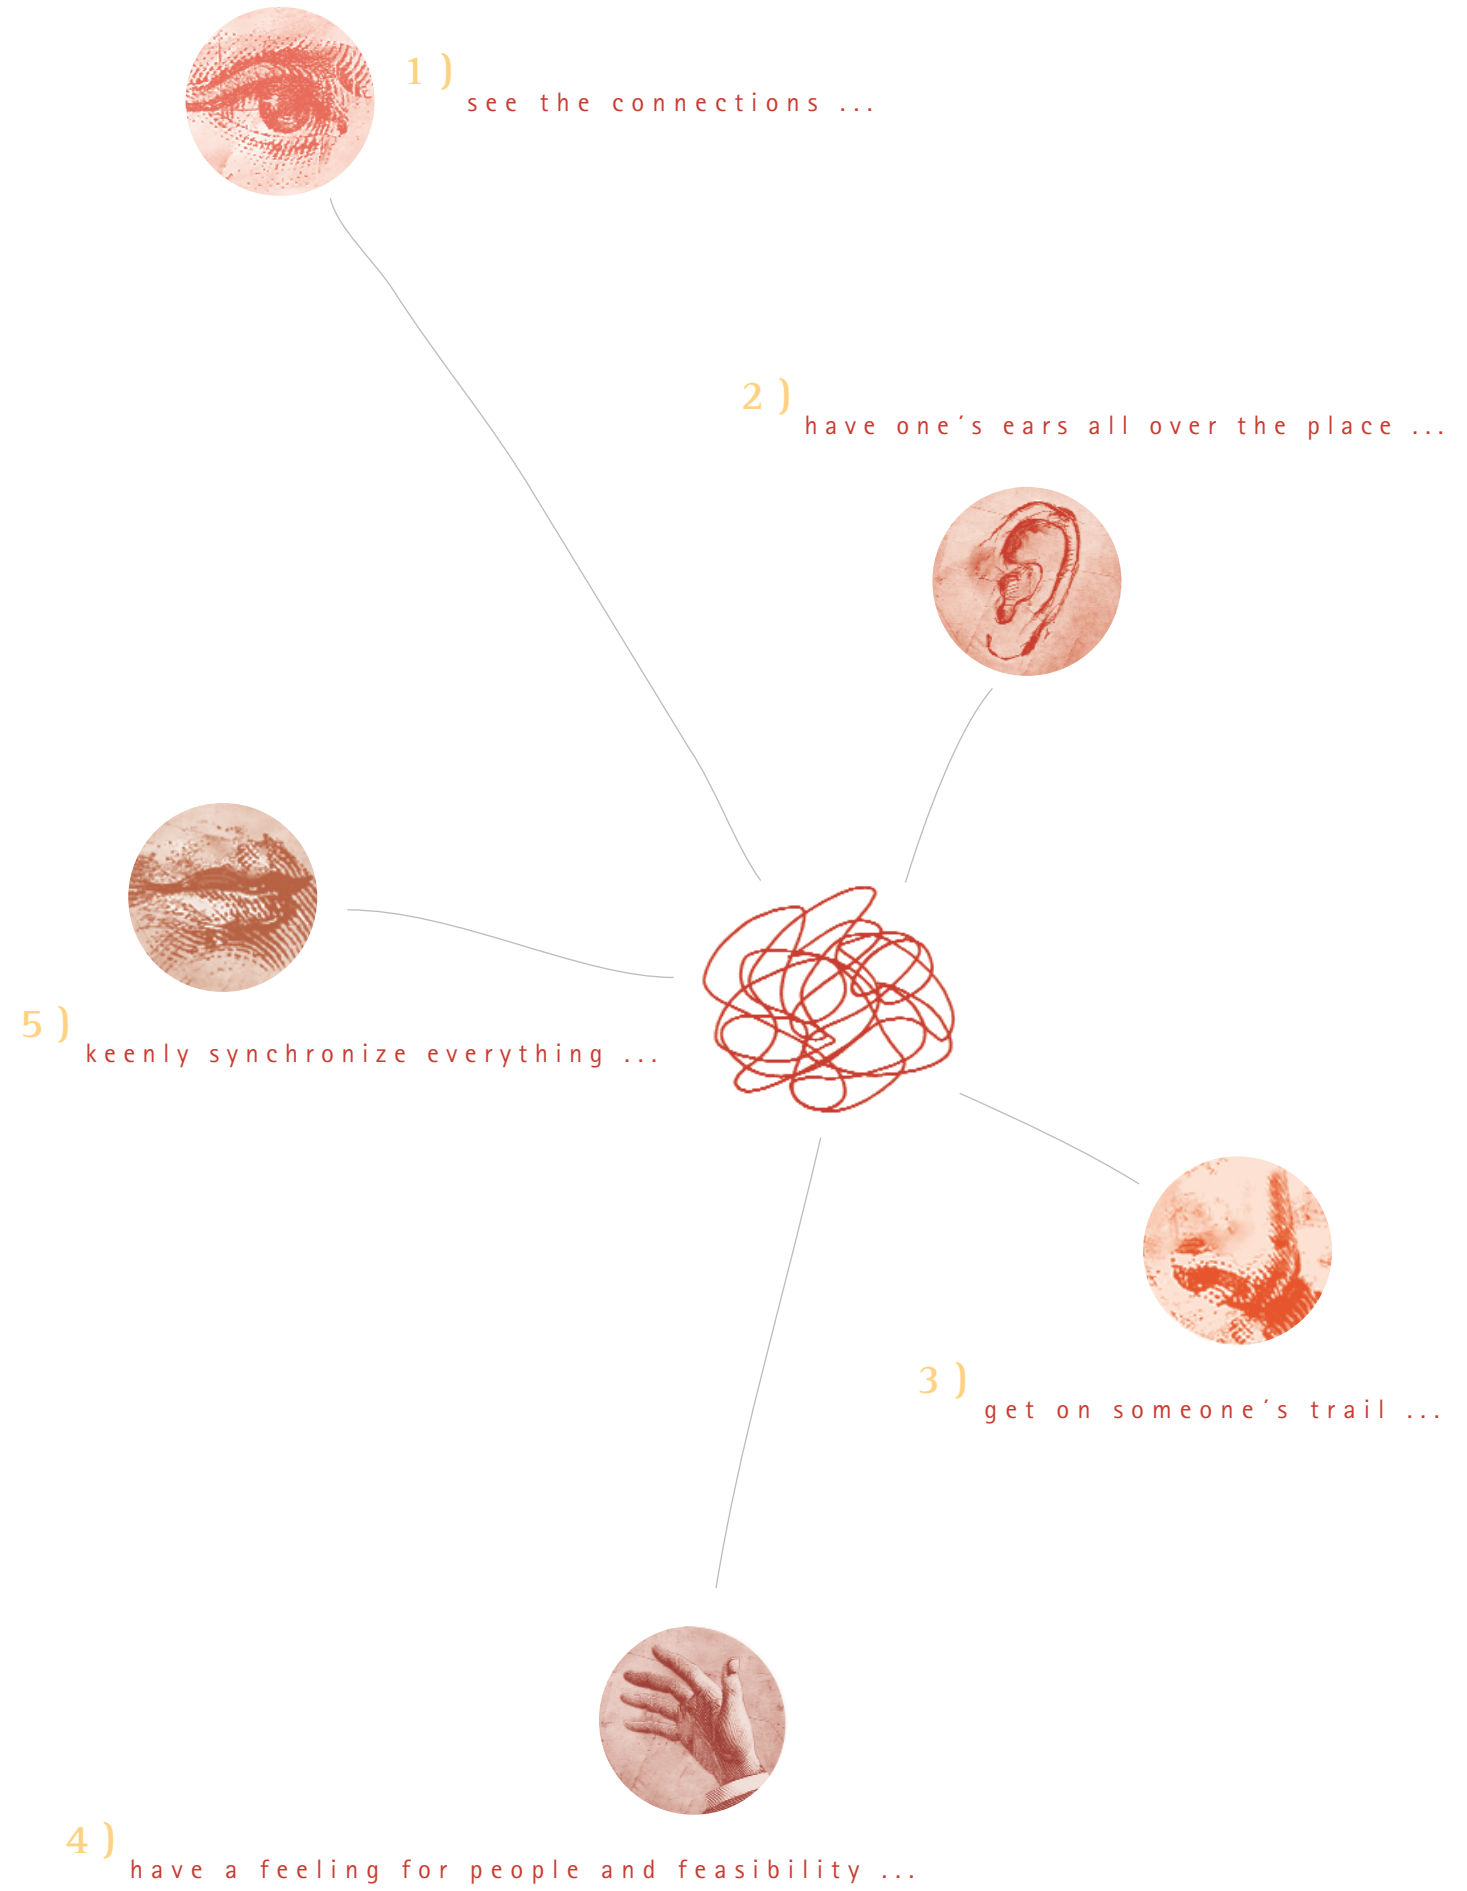 1 )
see the connections ...
2 )
have one´s ears all over the place ...
5 )
keenly synchronize everything ...
3 )
get on someone´s trail ...
4 )
have a feeling for people and feasibility ...